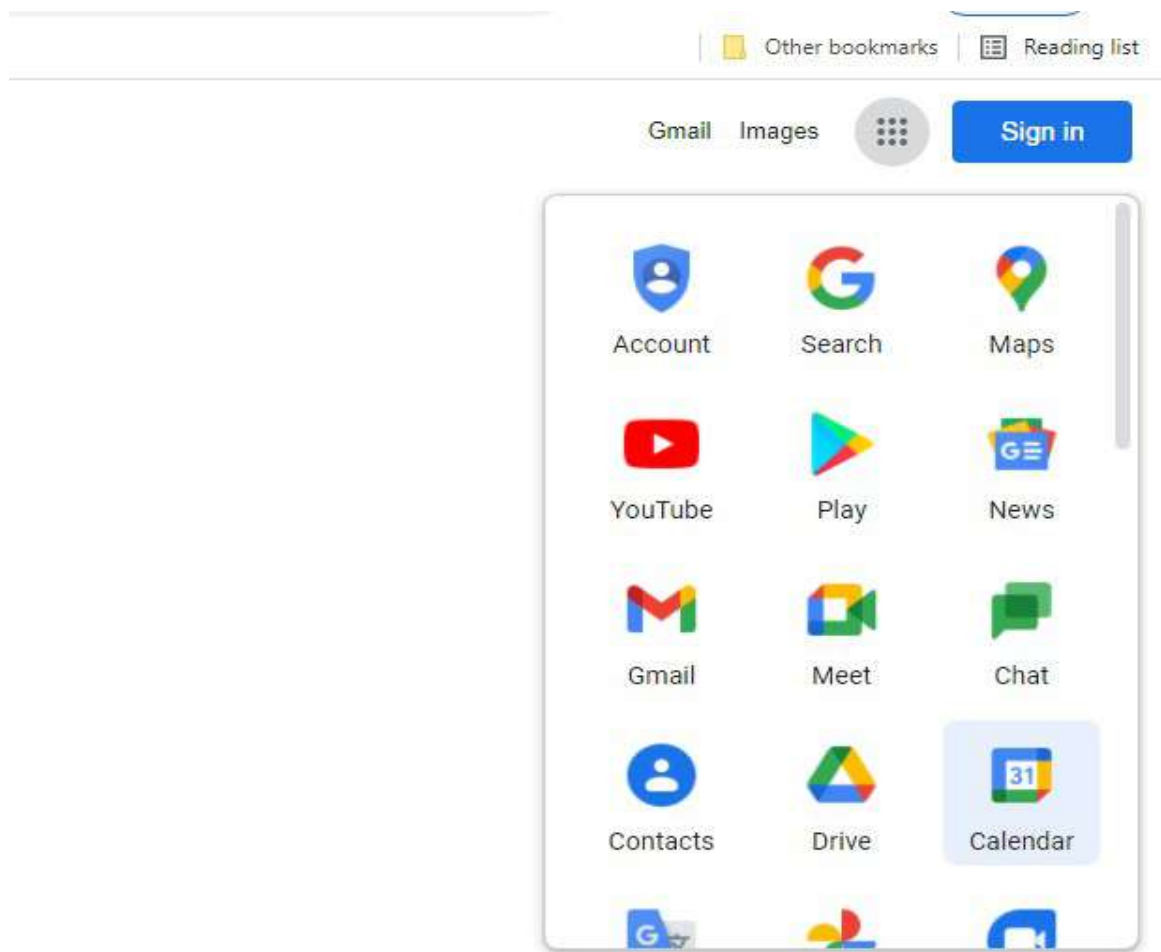 Other bookmarks Reading list
Gmail Images Sign in
Account Search Maps
GE
YouTube Play News
Gmail Meet Chat
31
Contacts Drive Calendar
G